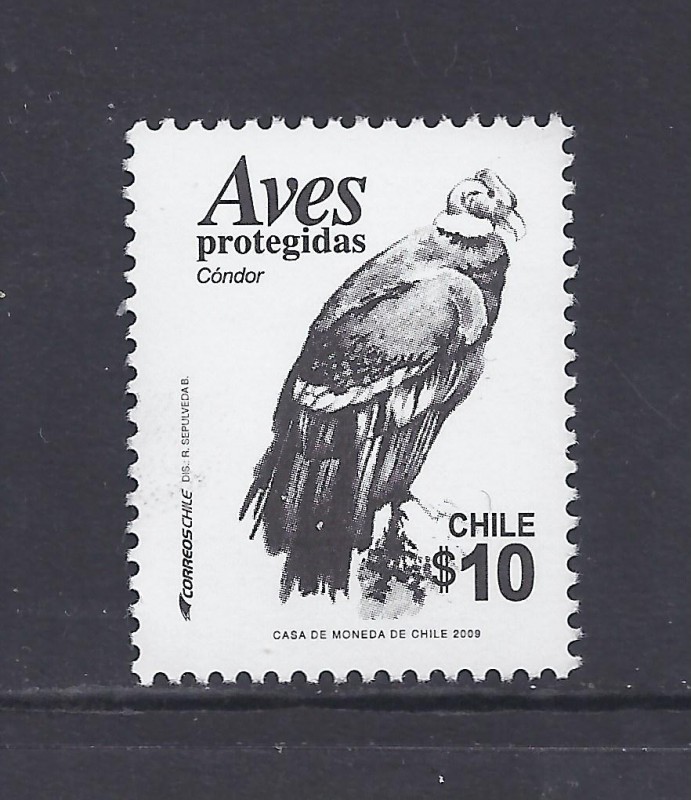 Aves
protegidas
Cóndor
CORREOSCHILE DIS.: R. SEPULVEDA B.
CHILE
$10
CASA DE MONEDA DE CHILE 2009